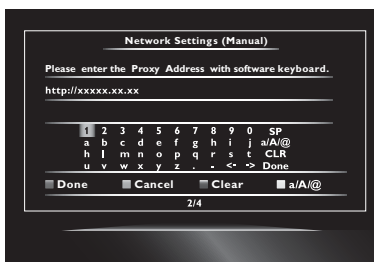 Network Settings (Manual)
Please enter the Proxy Address with software keyboard.
http://xxxxx.xx.xx
1 2 3 4 5 6 7 8 9 0 SP
a b c d e f g h i j a/A/@
h l m n o p q r s t CLR
u v w x y z . - <- -> Done
Done Cancel Clear a/A/@
2/4